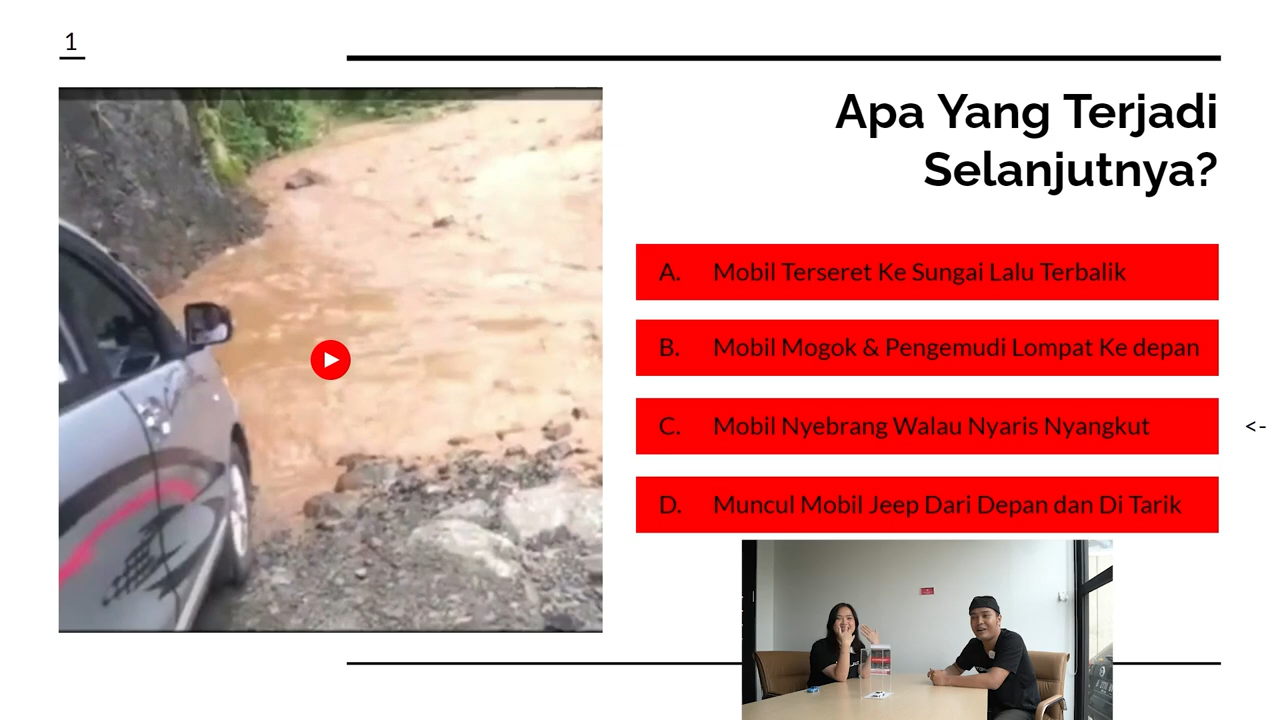 1
Apa Yang Terjadi
Selanjutnya?
A. Mobil Terseret Ke Sungai Lalu Terbalik
B. Mobil Mogok & Pengemudi Lompat Ke depan
C. Mobil Nyebrang Walau Nyaris Nyangkut
<-
D. Muncul Mobil Jeep Dari Depan dan Di Tarik